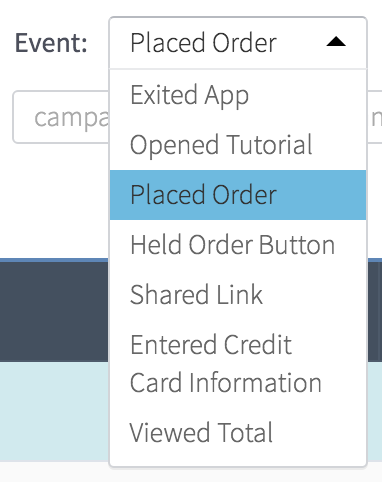 Event: Placed Order
Exited App
campa
Opened Tutorial
Placed Order
Held Order Button
Shared Link
Entered Credit
Card Information
Viewed Total